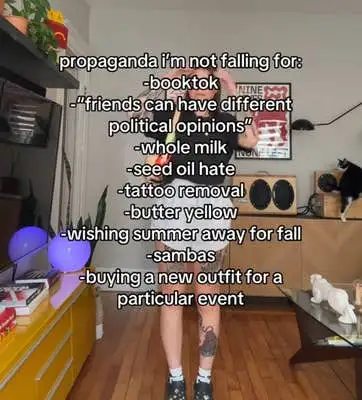 propaganda i'm not falling for:
-booktok
-"friends can have different
political opinions"
-whole milk
-seed oil hate
-tattoo removal
-butter yellow
-wishing summer away for fall
-sambas
-buying a new outfit for a
particular event
NINE